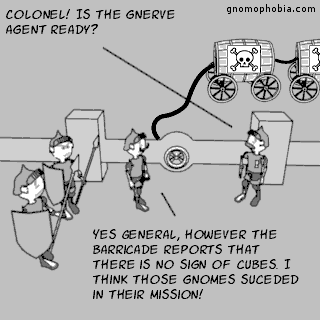 gnomophobia.com
COLONEL! IS THE GNERVE
AGENT READY?
YES GENERAL, HOWEVER THE
BARRICADE REPORTS THAT
THERE IS NO SIGN OF CUBES. I
THINK THOSE GNOMES SUCEDED
IN THEIR MISSION!